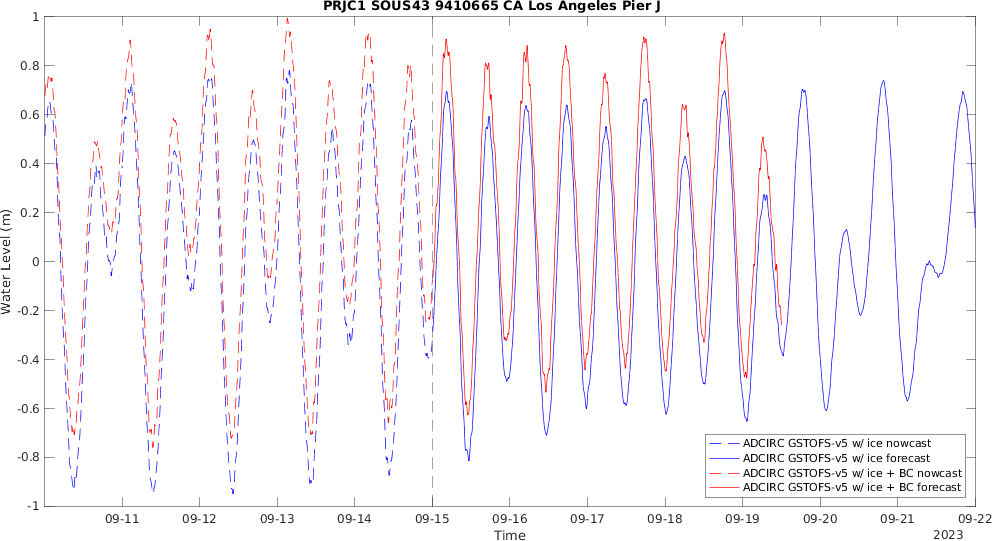 PRJC1 SOUS43 9410665 CA Los Angeles Pier J
Water Level (m)
1
0.8
0.6
0.4
0.2
0
-0.2
-0.4
-0.6
-0.8
-1
09-11 09-12 09-13 09-14 09-15 09-16 09-17 09-18 09-19 09-20 09-21 09-22
Time
2023
ADCIRC GSTOFS-v5 w/ ice nowcast
ADCIRC GSTOFS-v5 w/ ice forecast
ADCIRC GSTOFS-v5 w/ ice + BC nowcast
ADCIRC GSTOFS-v5 w/ ice + BC forecast